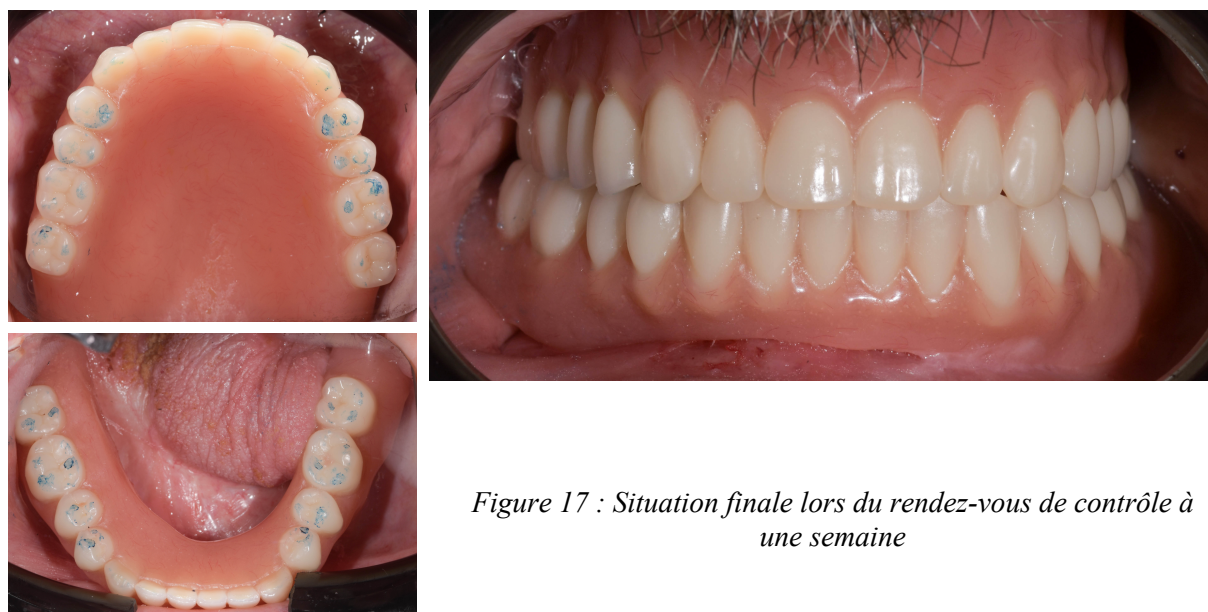 Figure 17 : Situation finale lors du rendez-vous de contrôle à
une semaine